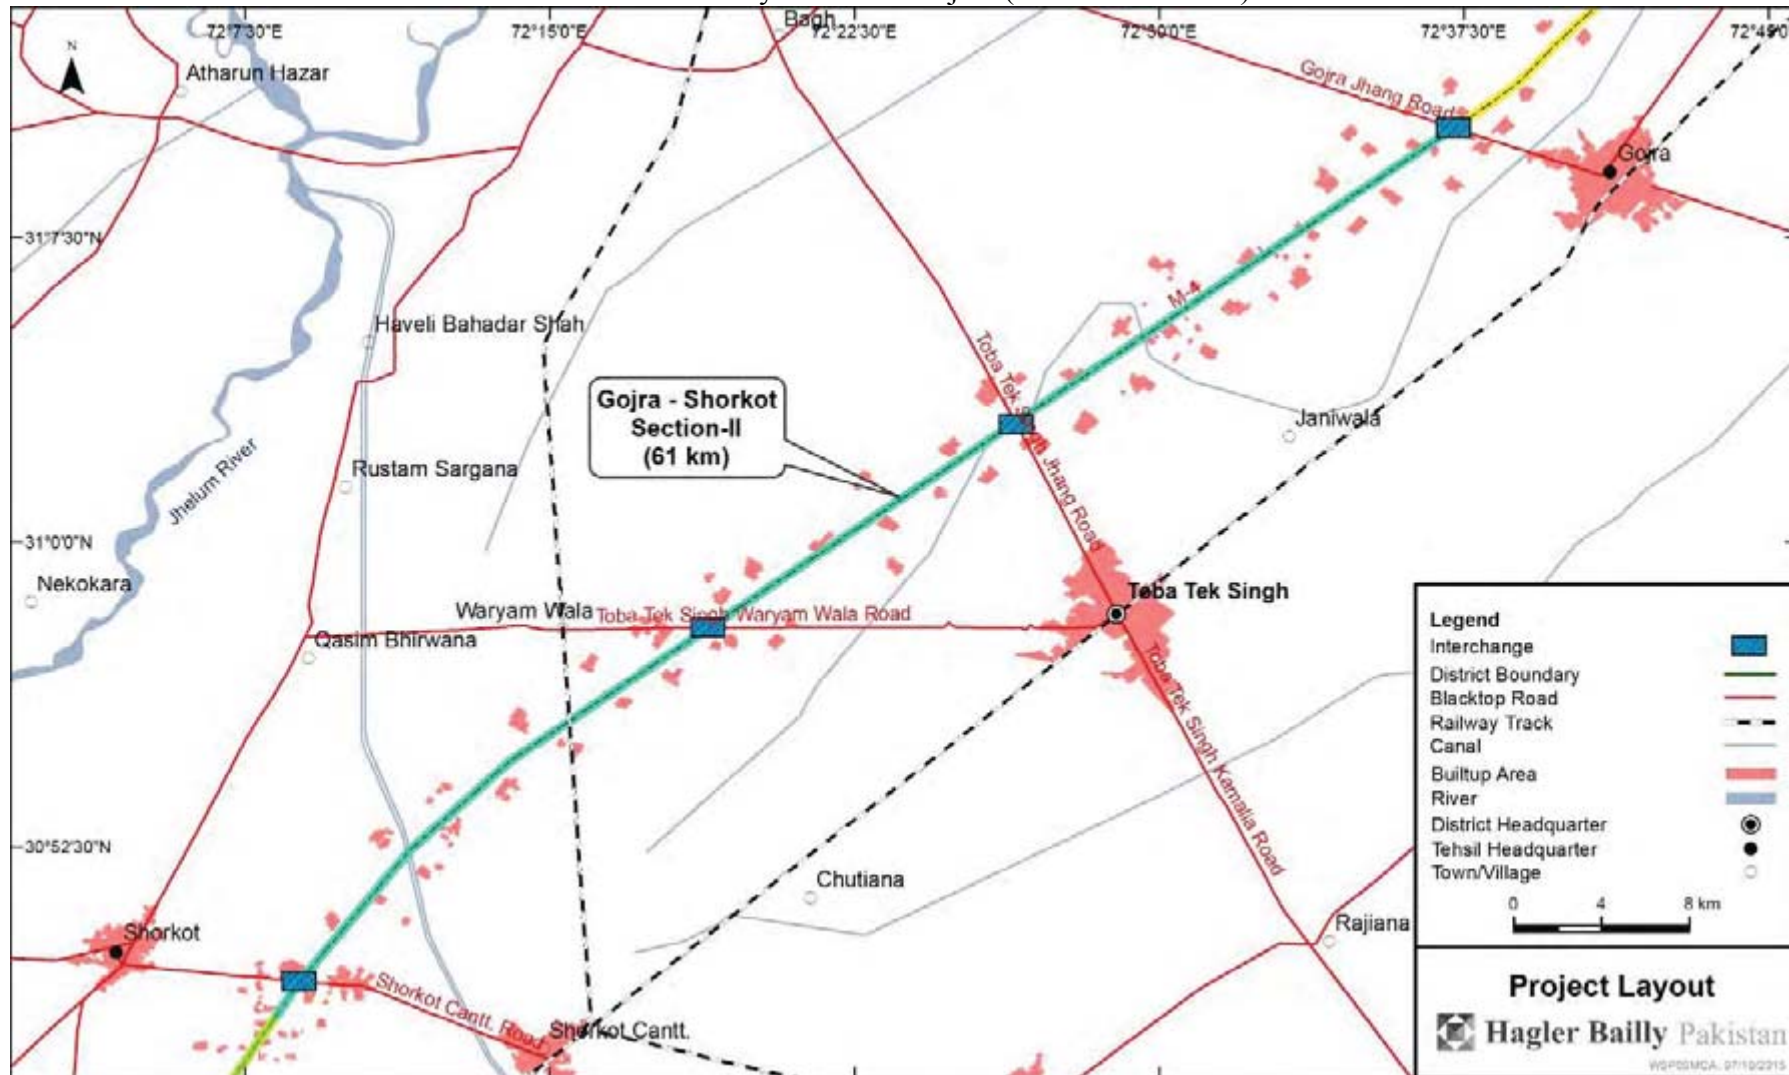 Bagh
72°7'30"E
72°15'0"E
72°22'30"E
72°30'0"E
72°37'30"E
N
Atharun Hazar
Gojra Jhang Road
Gojra
31°7'30"N
M-4
Haveli Bahadar Shah
Gojra - Shorkot
Section-II
(61 km)
Toba Tek Singh Jhang Road
Janiwala
Rustam Sargana
Jhelum River
31°0'0"N
Nekokara
Toba Tek Singh
Waryam Wala
Toba Tek Singh Waryam Wala Road
Qasim Bhirwana
Toba Tek Singh Kamalia Road
30°52'30"N
Chutiana
Rajiana
Shorkot
Shorkot Cantt. Road
Shorkot Cantt.
Legend
Interchange
District Boundary
Blacktop Road
Railway Track
Canal
Builtup Area
River
District Headquarter
Tehsil Headquarter
Town/Village
0 4 8 km
Project Layout
Hagler Bailly Pakistan